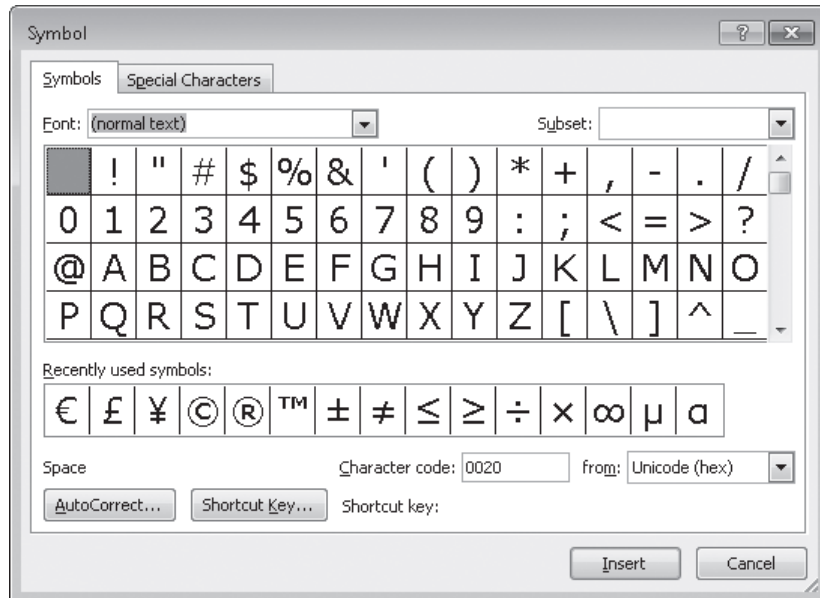 Symbol
Symbols Special Characters
Font: (normal text) Subset:
! " # $ % & ' ( ) * + , - . /
0 1 2 3 4 5 6 7 8 9 : ; < = > ?
@ A B C D E F G H I J K L M N O
P Q R S T U V W X Y Z [ \ ] ^ _
Recently used symbols:
€ £ ¥ © ® ™ ± ≠ ≤ ≥ ÷ × ∞ µ α
Space Character code: 0020 from: Unicode (hex)
AutoCorrect... Shortcut Key... Shortcut key:
Insert Cancel